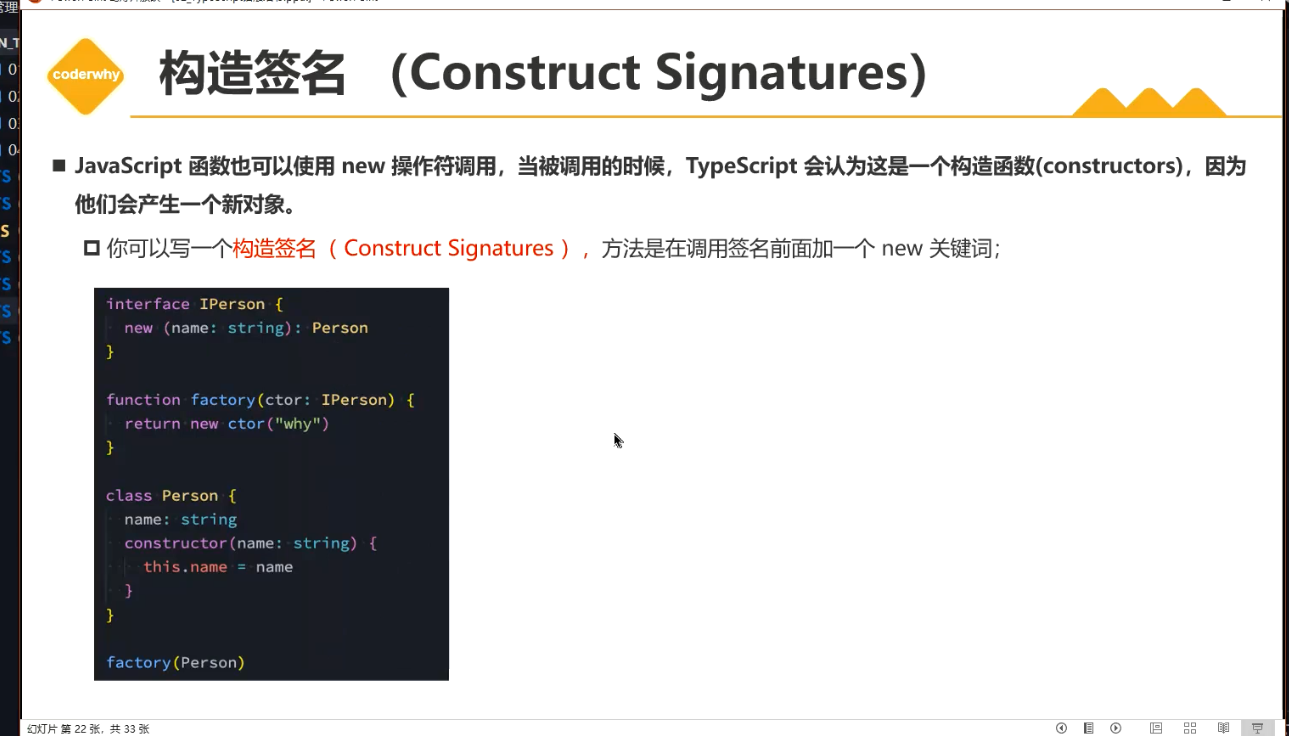 管理
N_T
coderwhy
构造签名 （Construct Signatures）
JavaScript 函数也可以使用 new 操作符调用，当被调用的时候，TypeScript 会认为这是一个构造函数(constructors)，因为
他们会产生一个新对象。
你可以写一个构造签名（ Construct Signatures ），方法是在调用签名前面加一个 new 关键词；
interface IPerson {
new (name: string): Person
}
function factory(ctor: IPerson) {
return new ctor("why")
}
class Person {
name: string
constructor(name: string) {
this.name = name
}
}
factory(Person)
幻灯片 第 22 张，共 33 张